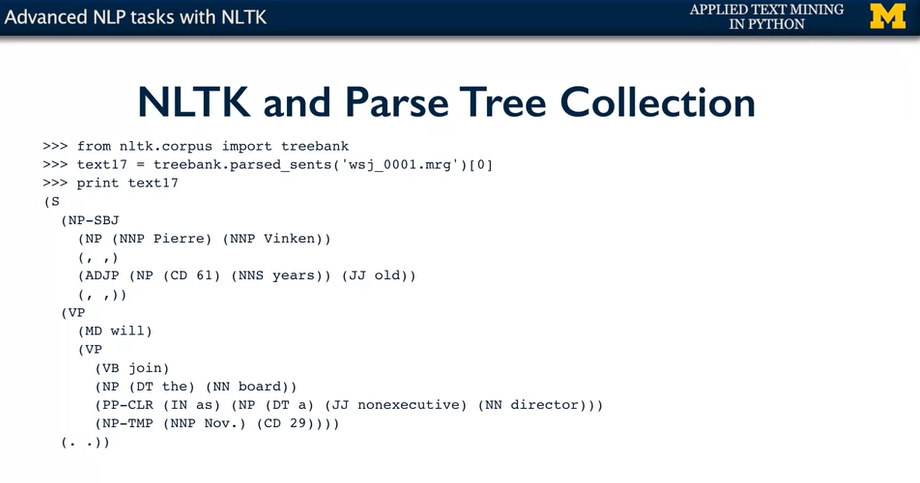 Advanced NLP tasks with NLTK
APPLIED TEXT MINING
IN PYTHON
M
NLTK and Parse Tree Collection
>>> from nltk.corpus import treebank
>>> text17 = treebank.parsed_sents('wsj_0001.mrg')[0]
>>> print text17
(S
  (NP-SBJ
    (NP (NNP Pierre) (NNP Vinken))
    (, ,)
    (ADJP (NP (CD 61) (NNS years)) (JJ old))
    (, ,))
  (VP
    (MD will)
    (VP
      (VB join)
      (NP (DT the) (NN board))
      (PP-CLR (IN as) (NP (DT a) (JJ nonexecutive) (NN director)))
      (NP-TMP (NNP Nov.) (CD 29))))
  (. .))